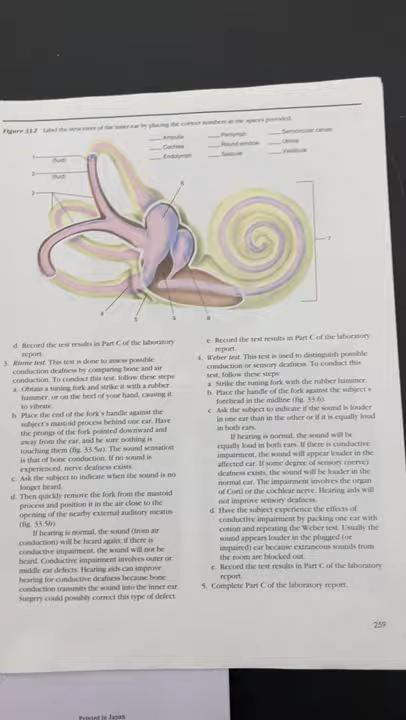 Figure 33.2 Label the structures of the inner ear by placing the correct numbers in the spaces provided.
Ampulla
Cochlea
Endolymph
Perilymph
Round window
Saccule
Semicircular canals
Utricle
Vestibule
1
(fluid)
2
(fluid)
3
6
7
4
5
8
d. Record the test results in Part C of the laboratory
report.
3. Rinne test. This test is done to assess possible
conduction deafness by comparing bone and air
conduction. To conduct this test, follow these steps
a. Obtain a tuning fork and strike it with a rubber
hammer, or on the heel of your hand, causing it
to vibrate.
b. Place the end of the fork's handle against the
subject's mastoid process behind one ear. Have
the prongs of the fork pointed downward and
away from the ear, and be sure nothing is
touching them (fig. 33.5a). The sound sensation
is that of bone conduction. If no sound is
experienced, nerve deafness exists.
c. Ask the subject to indicate when the sound is no
longer heard.
d. Then quickly remove the fork from the mastoid
process and position it in the air close to the
opening of the nearby external auditory meatus
(fig. 33.5b).
If hearing is normal, the sound (from air
conduction) will be heard again; if there is
conductive impairment, the sound will not be
heard. Conductive impairment involves outer or
middle ear defects. Hearing aids can improve
hearing for conductive deafness because bone
conduction transmits the sound into the inner ear.
Surgery could possibly correct this type of defect.
e. Record the test results in Part C of the laboratory
report.
4. Weber test. This test is used to distinguish possible
conduction or sensory deafness. To conduct this
test, follow these steps
a. Strike the tuning fork with the rubber hammer.
b. Place the handle of the fork against the subject's
forehead in the midline (fig. 33.6).
c. Ask the subject to indicate if the sound is louder
in one ear than in the other or if it is equally loud
in both ears.
If hearing is normal, the sound will be
equally loud in both ears. If there is conductive
impairment, the sound will appear louder in the
affected ear. If some degree of sensory (nerve)
deafness exists, the sound will be louder in the
normal ear. The impairment involves the organ
of Corti or the cochlear nerve. Hearing aids will
not improve sensory deafness.
d. Have the subject experience the effects of
conductive impairment by packing one ear with
cotton and repeating the Weber test. Usually the
sound appears louder in the plugged (or
impaired) ear because extraneous sounds from
the room are blocked out.
e. Record the test results in Part C of the laboratory
report.
5. Complete Part C of the laboratory report.
259
Printed in Japan